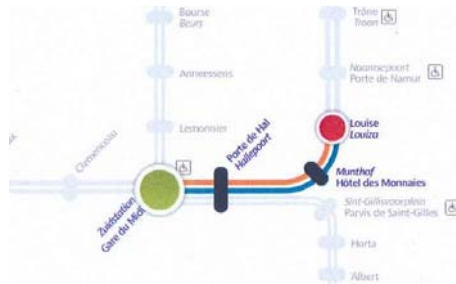 Bourse
Beurs
Trône
Troon
Anneessens
Naamsepoort
Porte de Namur
Lemonnier
Louise
Louiza
Porte de Hal
Hallepoort
Clemenceau
Munthof
Hôtel des Monnaies
Zuidstation
Gare du Midi
Sint-Gillisvoorplein
Parvis de Saint-Gilles
Horta
Albert